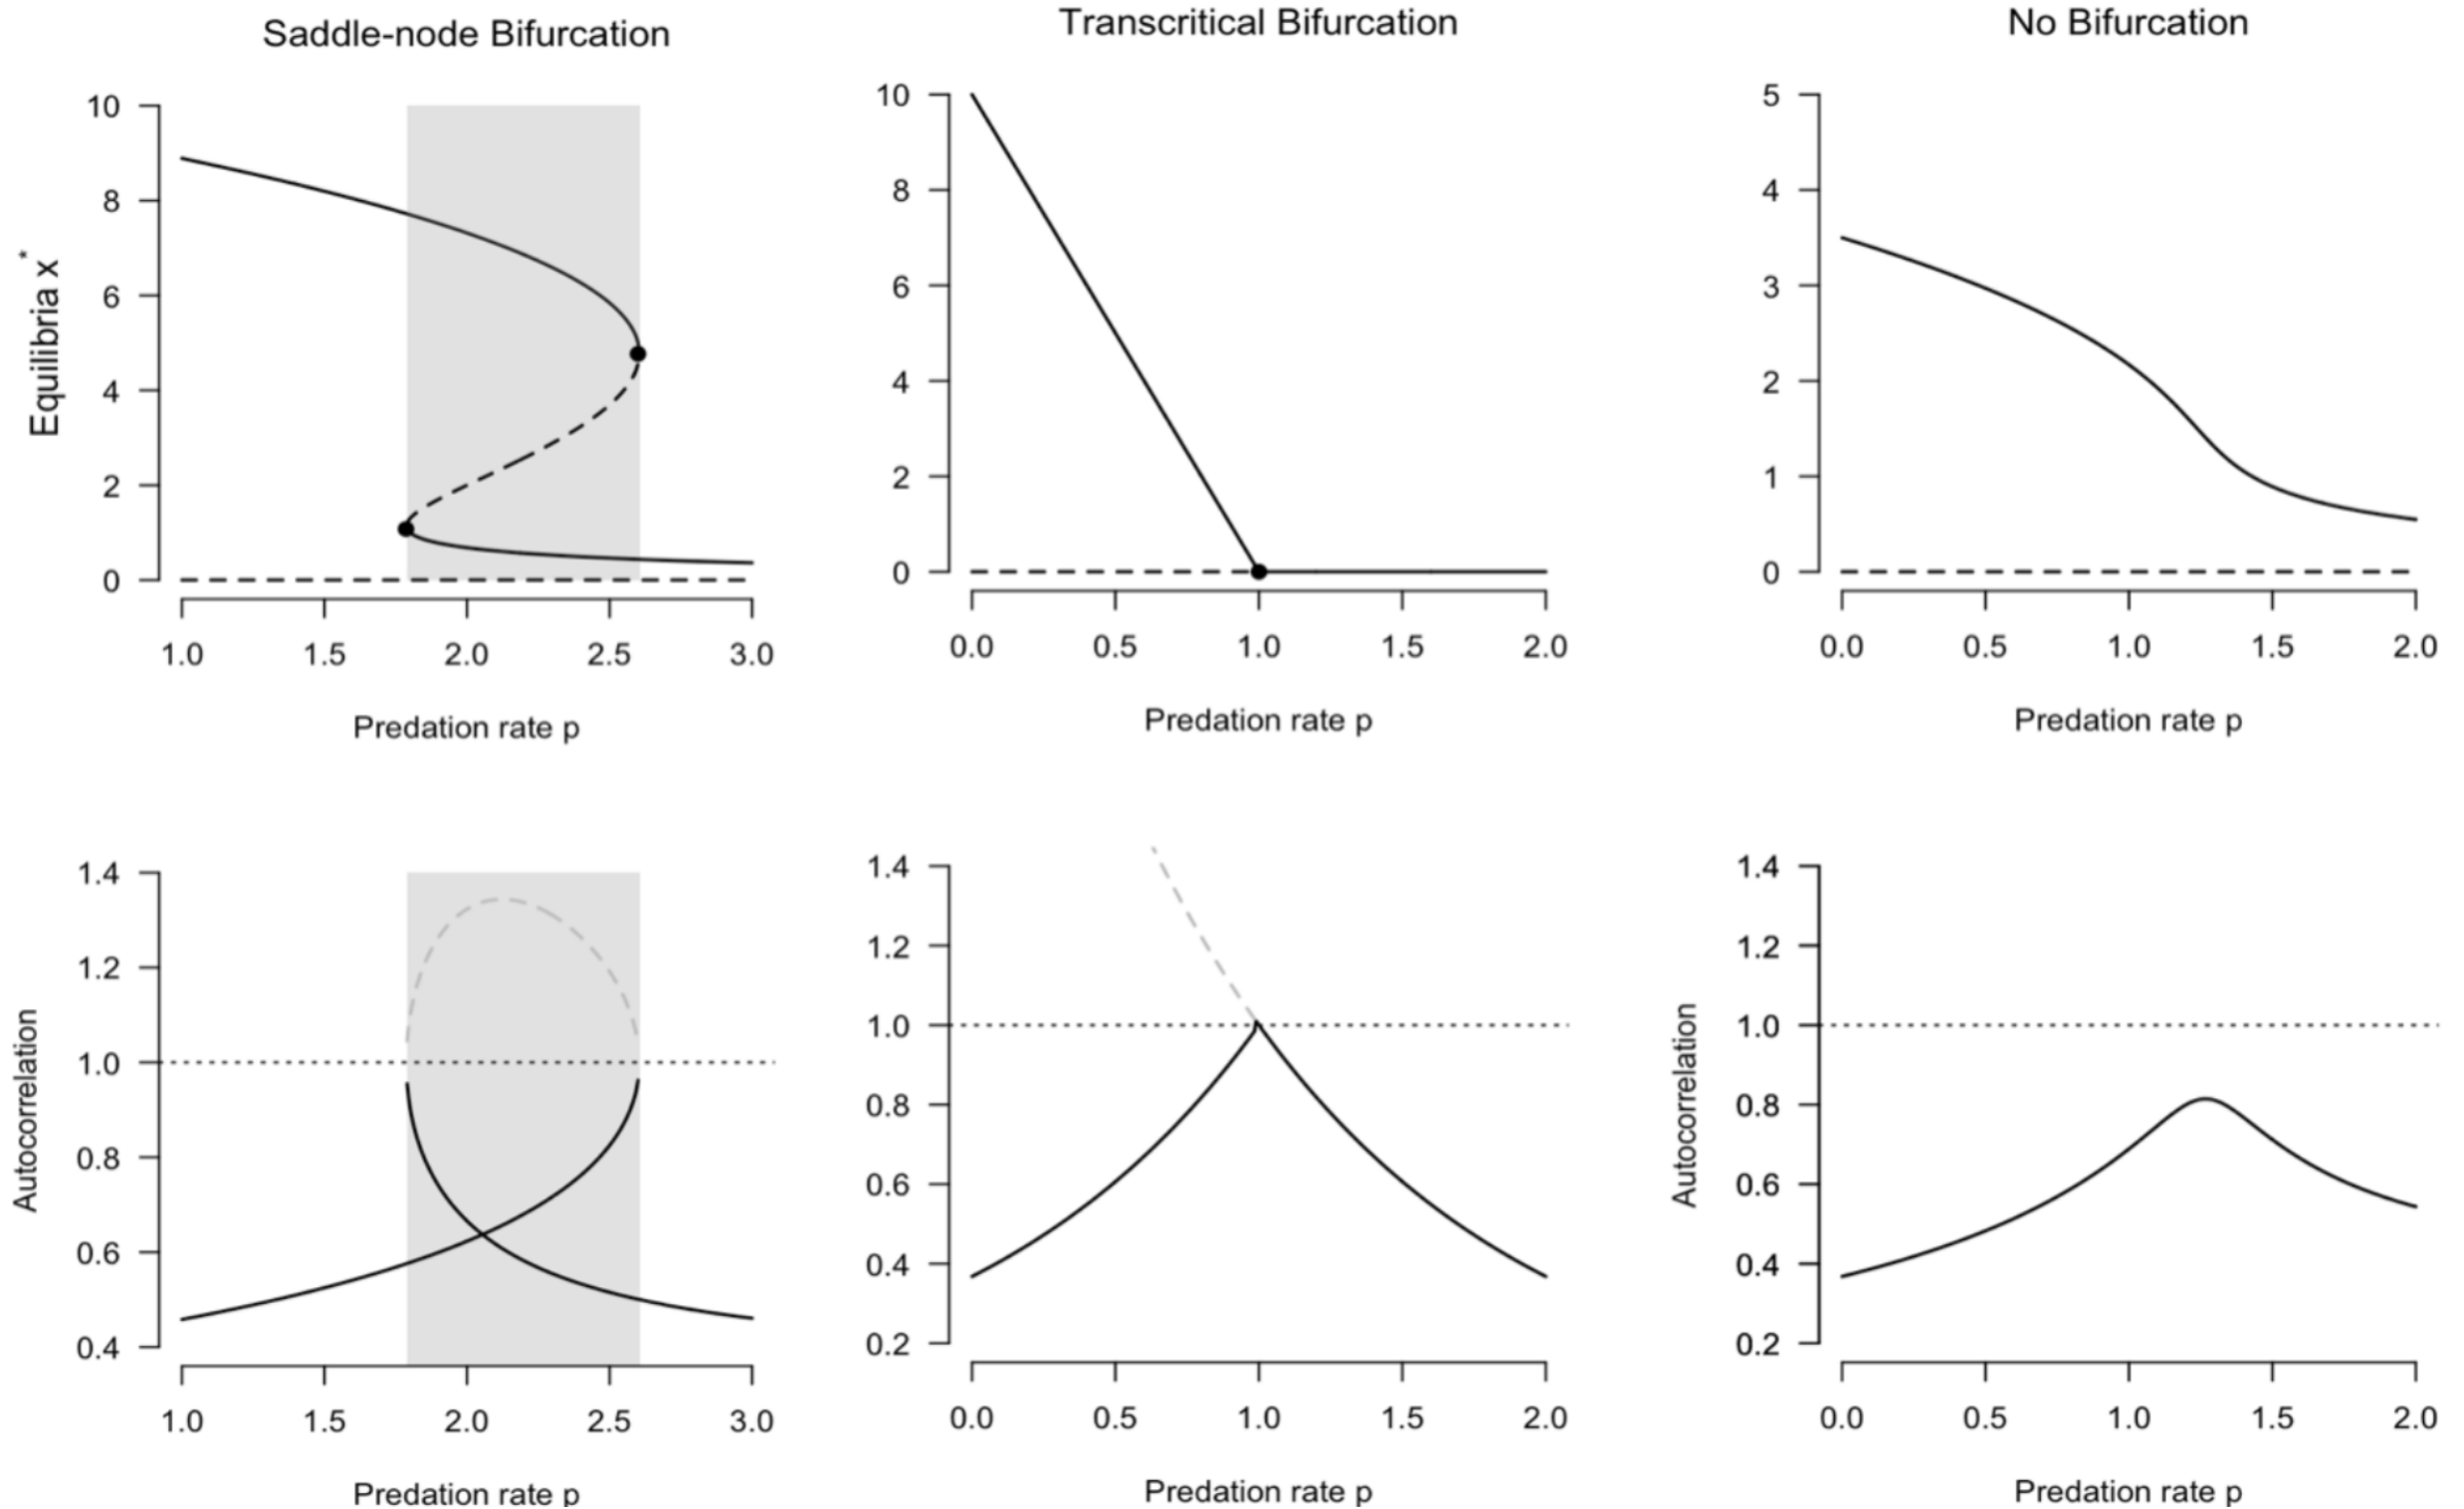 Saddle-node Bifurcation
Transcritical Bifurcation
No Bifurcation
Equilibria x*
10
8
6
4
2
0
1.0 1.5 2.0 2.5 3.0
Predation rate p
10
8
6
4
2
0
0.0 0.5 1.0 1.5 2.0
Predation rate p
5
4
3
2
1
0
0.0 0.5 1.0 1.5 2.0
Predation rate p
Autocorrelation
1.4
1.2
1.0
0.8
0.6
0.4
1.0 1.5 2.0 2.5 3.0
Predation rate p
1.4
1.2
1.0
0.8
0.6
0.4
0.2
0.0 0.5 1.0 1.5 2.0
Predation rate p
Autocorrelation
1.4
1.2
1.0
0.8
0.6
0.4
0.2
0.0 0.5 1.0 1.5 2.0
Predation rate p